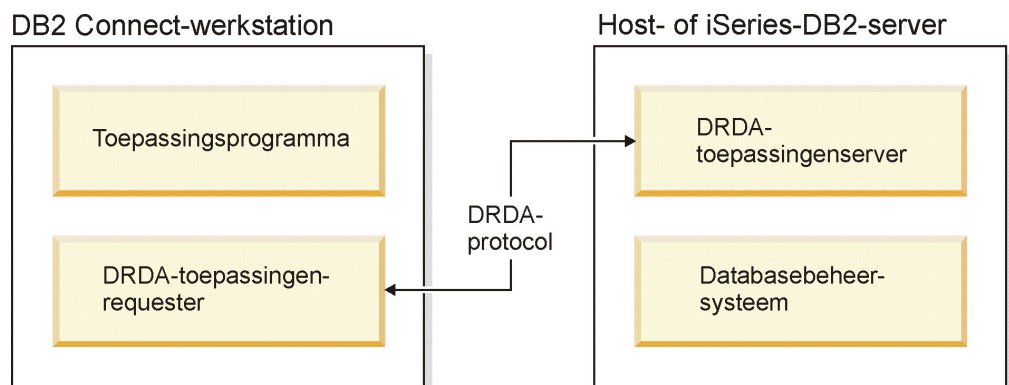 DB2 Connect-werkstation
Toepassingsprogramma
DRDA-toepassingen-
requester
DRDA-
protocol
Host- of iSeries-DB2-server
DRDA-
toepassingenserver
Databasebeheer-
systeem